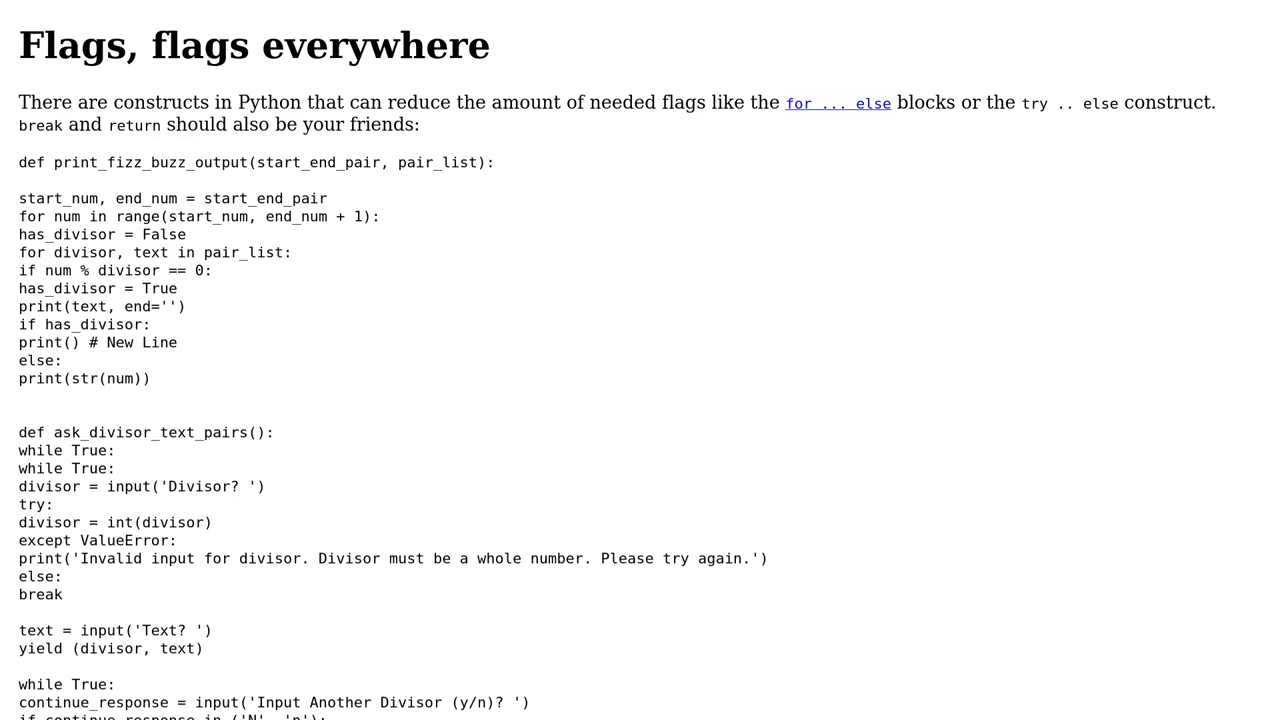 Flags, flags everywhere
There are constructs in Python that can reduce the amount of needed flags like the for ... else blocks or the try .. else construct.
break and return should also be your friends:
def print_fizz_buzz_output(start_end_pair, pair_list):
start_num, end_num = start_end_pair
for num in range(start_num, end_num + 1):
has_divisor = False
for divisor, text in pair_list:
if num % divisor == 0:
has_divisor = True
print(text, end='')
if has_divisor:
print() # New Line
else:
print(str(num))
def ask_divisor_text_pairs():
while True:
while True:
divisor = input('Divisor? ')
try:
divisor = int(divisor)
except ValueError:
print('Invalid input for divisor. Divisor must be a whole number. Please try again.')
else:
break
text = input('Text? ')
yield (divisor, text)
while True:
continue_response = input('Input Another Divisor (y/n)? ')
if continue_response in ('N', 'n'):